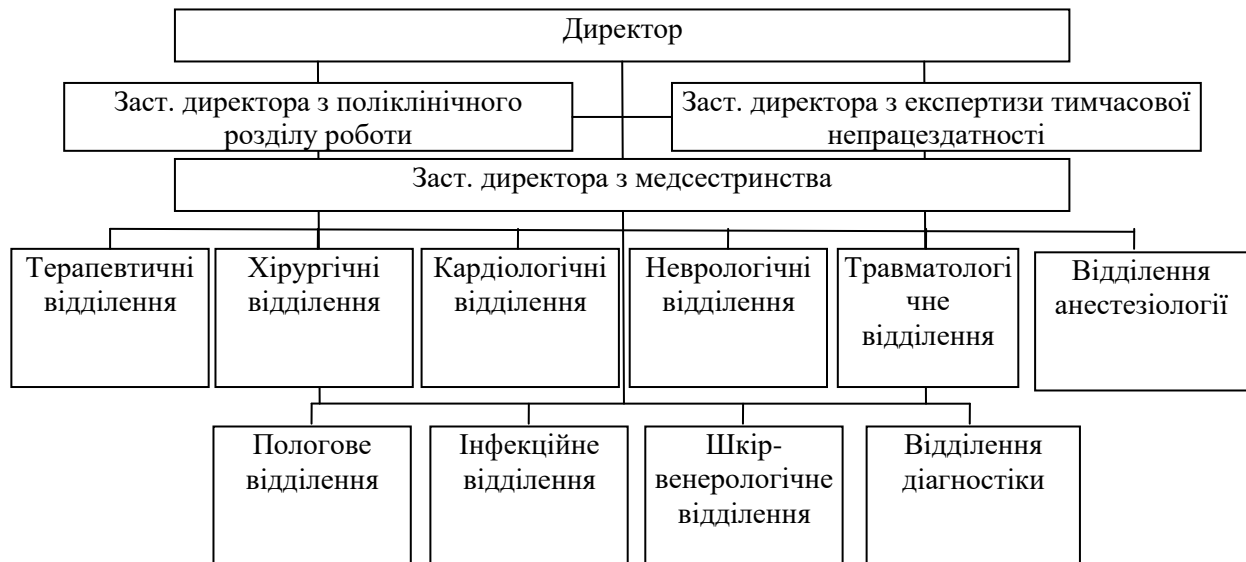 Директор
Заст. директора з поліклінічного
розділу роботи
Заст. директора з експертизи тимчасової
непрацездатності
Заст. директора з медсестринства
Терапевтичні
відділення
Хірургічні
відділення
Кардіологічні
відділення
Неврологічні
відділення
Травматологі
чне
відділення
Відділення
анестезіології
Пологове
відділення
Інфекційне
відділення
Шкір-
венерологічне
відділення
Відділення
діагностіки